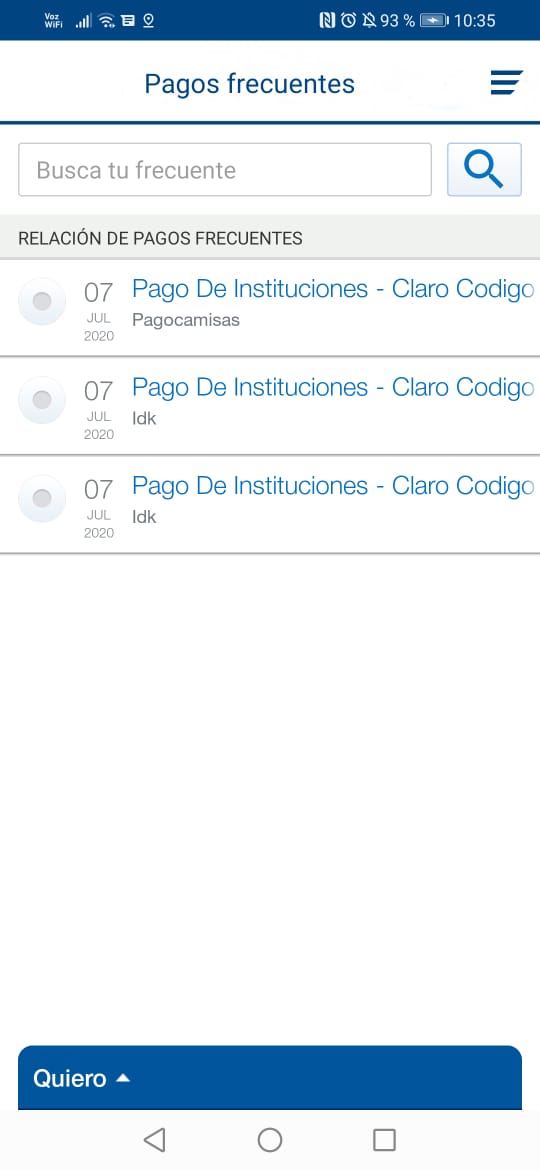 Voz
WiFi
93 %
10:35
Pagos frecuentes
Busca tu frecuente
RELACIÓN DE PAGOS FRECUENTES
07 Pago De Instituciones - Claro Codigo
JUL Pagocamisas
2020
07 Pago De Instituciones - Claro Codigo
JUL Idk
2020
07 Pago De Instituciones - Claro Codigo
JUL Idk
2020
Quiero